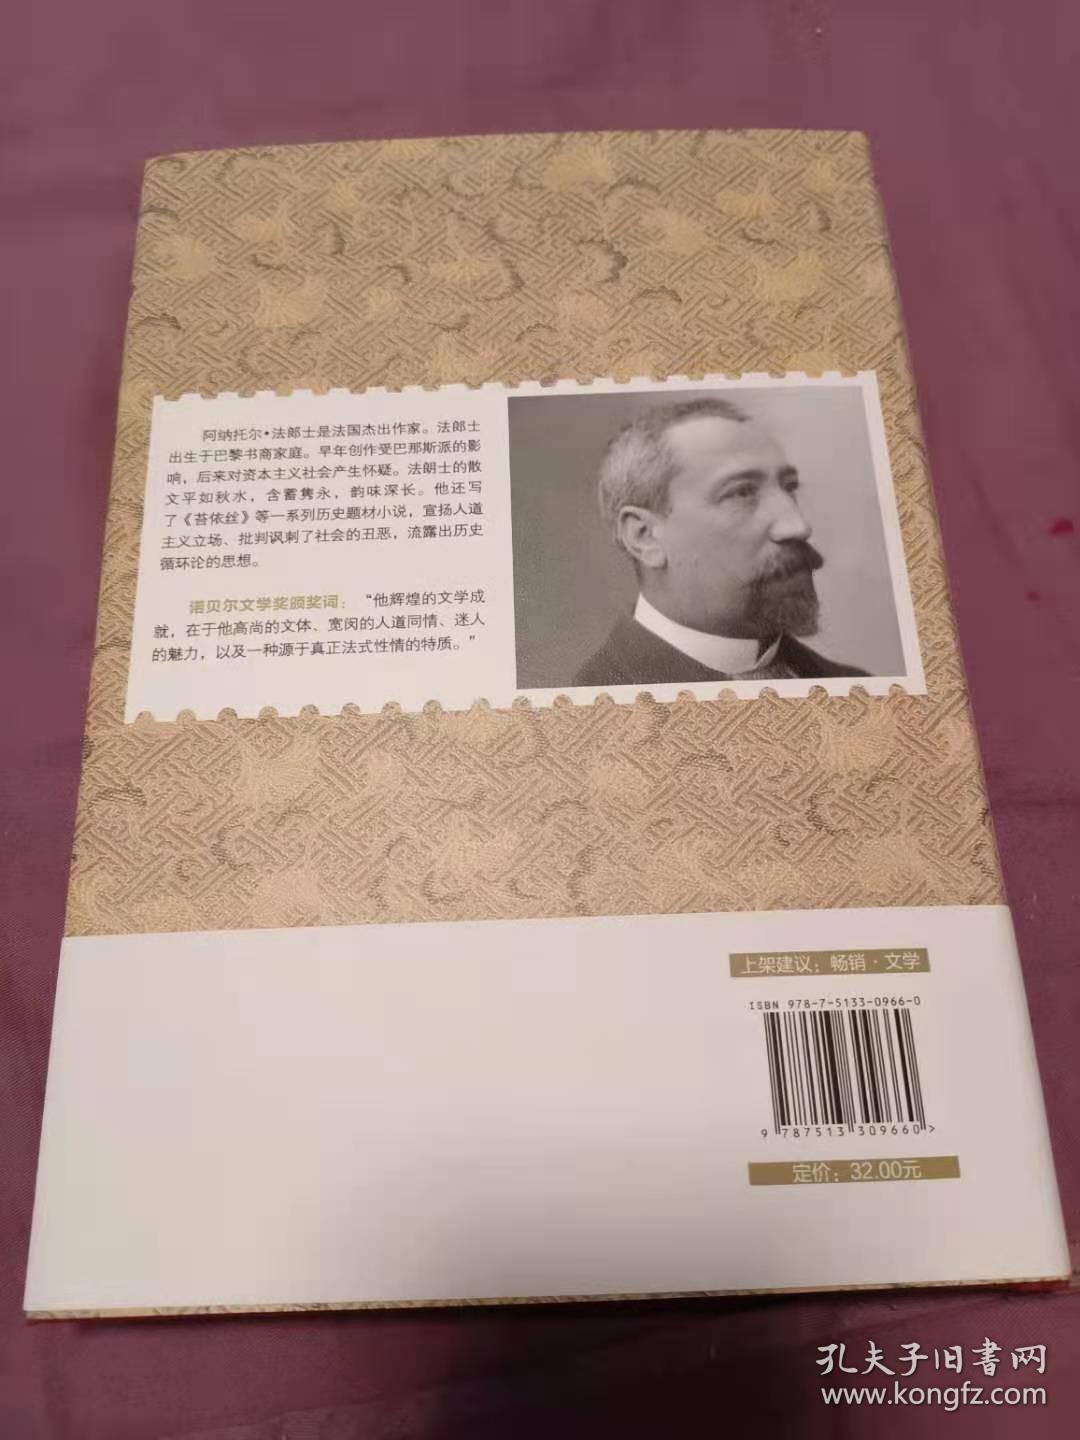 阿纳托尔•法郎士是法国杰出作家。法郎士
出生于巴黎书商家庭。早年创作受巴那斯派的影
响，后来对资本主义社会产生怀疑。法朗士的散
文平如秋水，含蓄隽永，韵味深长。他还写
了《苔依丝》等一系列历史题材小说，宣扬人道
主义立场、批判讽刺了社会的丑恶，流露出历史
循环论的思想。
诺贝尔文学奖颁奖词：“他辉煌的文学成
就，在于他高尚的文体、宽闵的人道同情、迷人
的魅力，以及一种源于真正法式性情的特质。”
上架建议：畅销·文学
ISBN 978-7-5133-0966-0
9 787513 309660>
定价：32.00元
孔夫子旧書网
www.kongfz.com